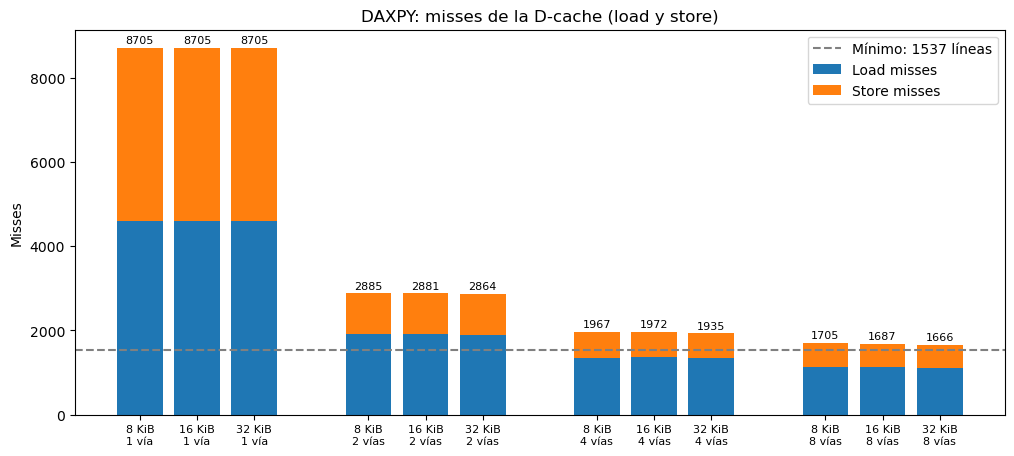 DAXPY: misses de la D-cache (load y store)
8705 8705 8705
Mínimo: 1537 líneas
Load misses
Store misses
8000
6000
Misses
4000
2885 2881 2864
2000
1967 1972 1935
1705 1687 1666
0
8 KiB 16 KiB 32 KiB 8 KiB 16 KiB 32 KiB 8 KiB 16 KiB 32 KiB 8 KiB 16 KiB 32 KiB
1 vía 1 vía 1 vía 2 vías 2 vías 2 vías 4 vías 4 vías 4 vías 8 vías 8 vías 8 vías